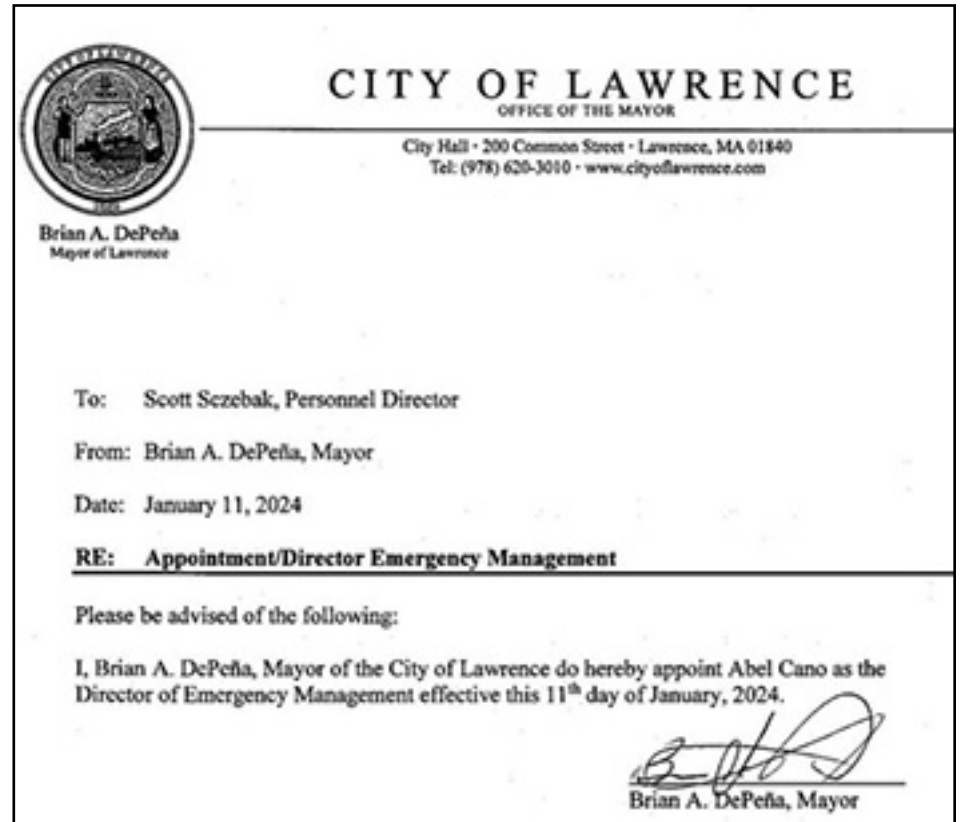 CITY OF LAWRENCE
CITY OF LAWRENCE
OFFICE OF THE MAYOR
City Hall · 200 Common Street · Lawrence, MA 01840
Tel: (978) 620-3010 · www.cityoflawrence.com
Brian A. DePeña
Mayor of Lawrence
To: Scott Sczebak, Personnel Director
From: Brian A. DePeña, Mayor
Date: January 11, 2024
RE: Appointment/Director Emergency Management
Please be advised of the following:
I, Brian A. DePeña, Mayor of the City of Lawrence do hereby appoint Abel Cano as the
Director of Emergency Management effective this 11th day of January, 2024.
Brian A. DePeña, Mayor